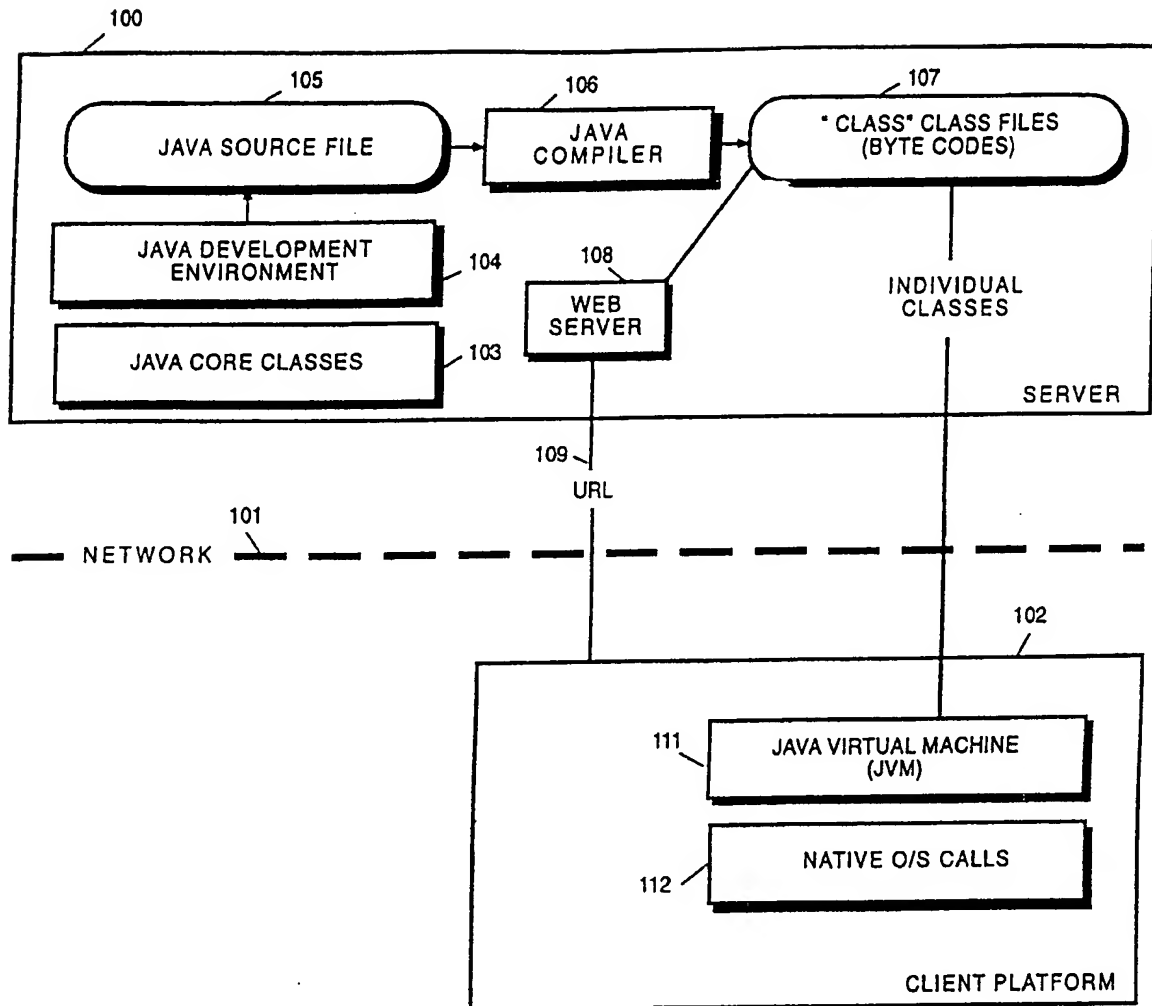 100
105
106
107
JAVA SOURCE FILE
JAVA
COMPILER
" CLASS" CLASS FILES
(BYTE CODES)
JAVA DEVELOPMENT
ENVIRONMENT
104
108
WEB
SERVER
INDIVIDUAL
CLASSES
JAVA CORE CLASSES
103
SERVER
109
URL
101
NETWORK
102
111
JAVA VIRTUAL MACHINE
(JVM)
112
NATIVE O/S CALLS
CLIENT PLATFORM